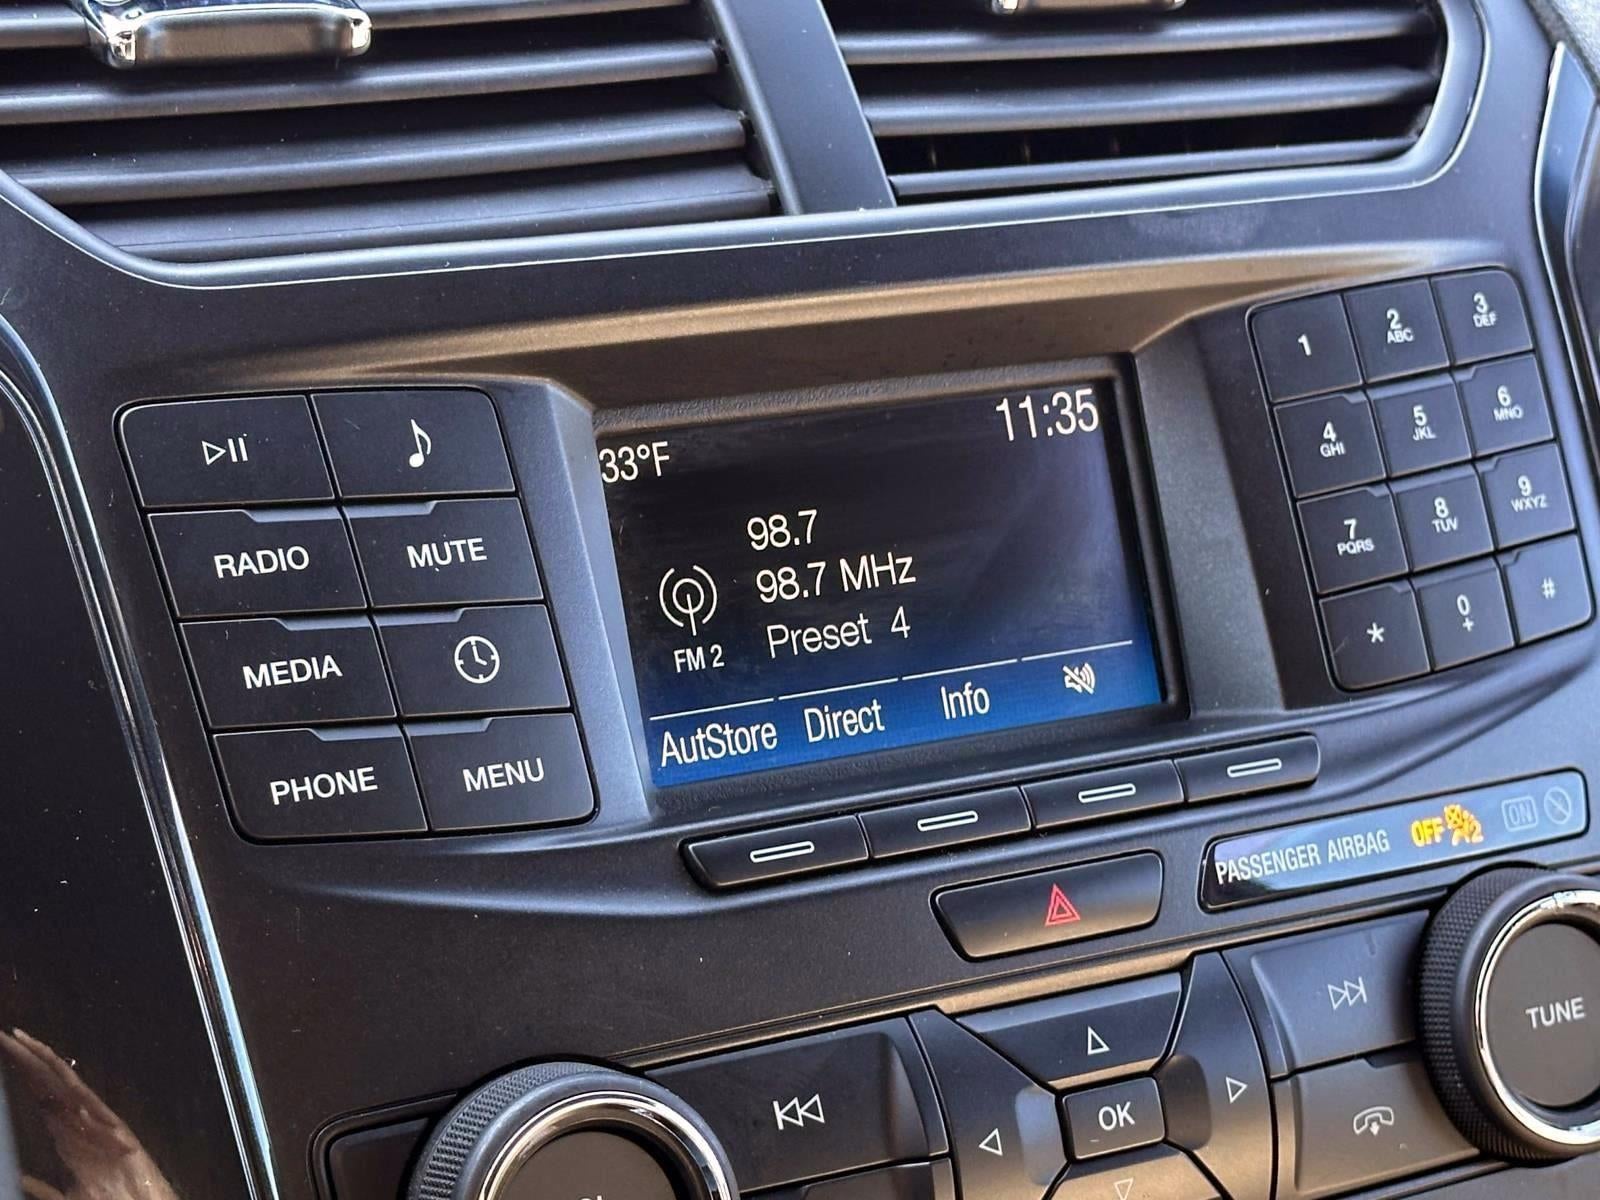 33°F
11:35
98.7
98.7 MHz
Preset 4
FM 2
AutStore Direct Info
RADIO
MUTE
MEDIA
PHONE
MENU
1
2
ABC
3
DEF
4
GHI
5
JKL
6
MNO
7
PQRS
8
TUV
9
WXYZ
*
0
+
#
PASSENGER AIRBAG OFF 2 ON
TUNE
OK